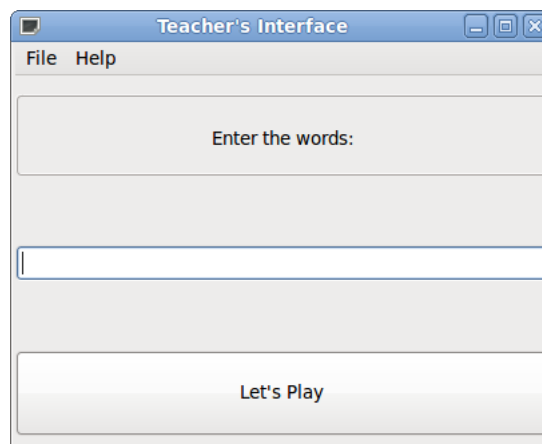 Teacher's Interface
File Help
Enter the words:
Let's Play